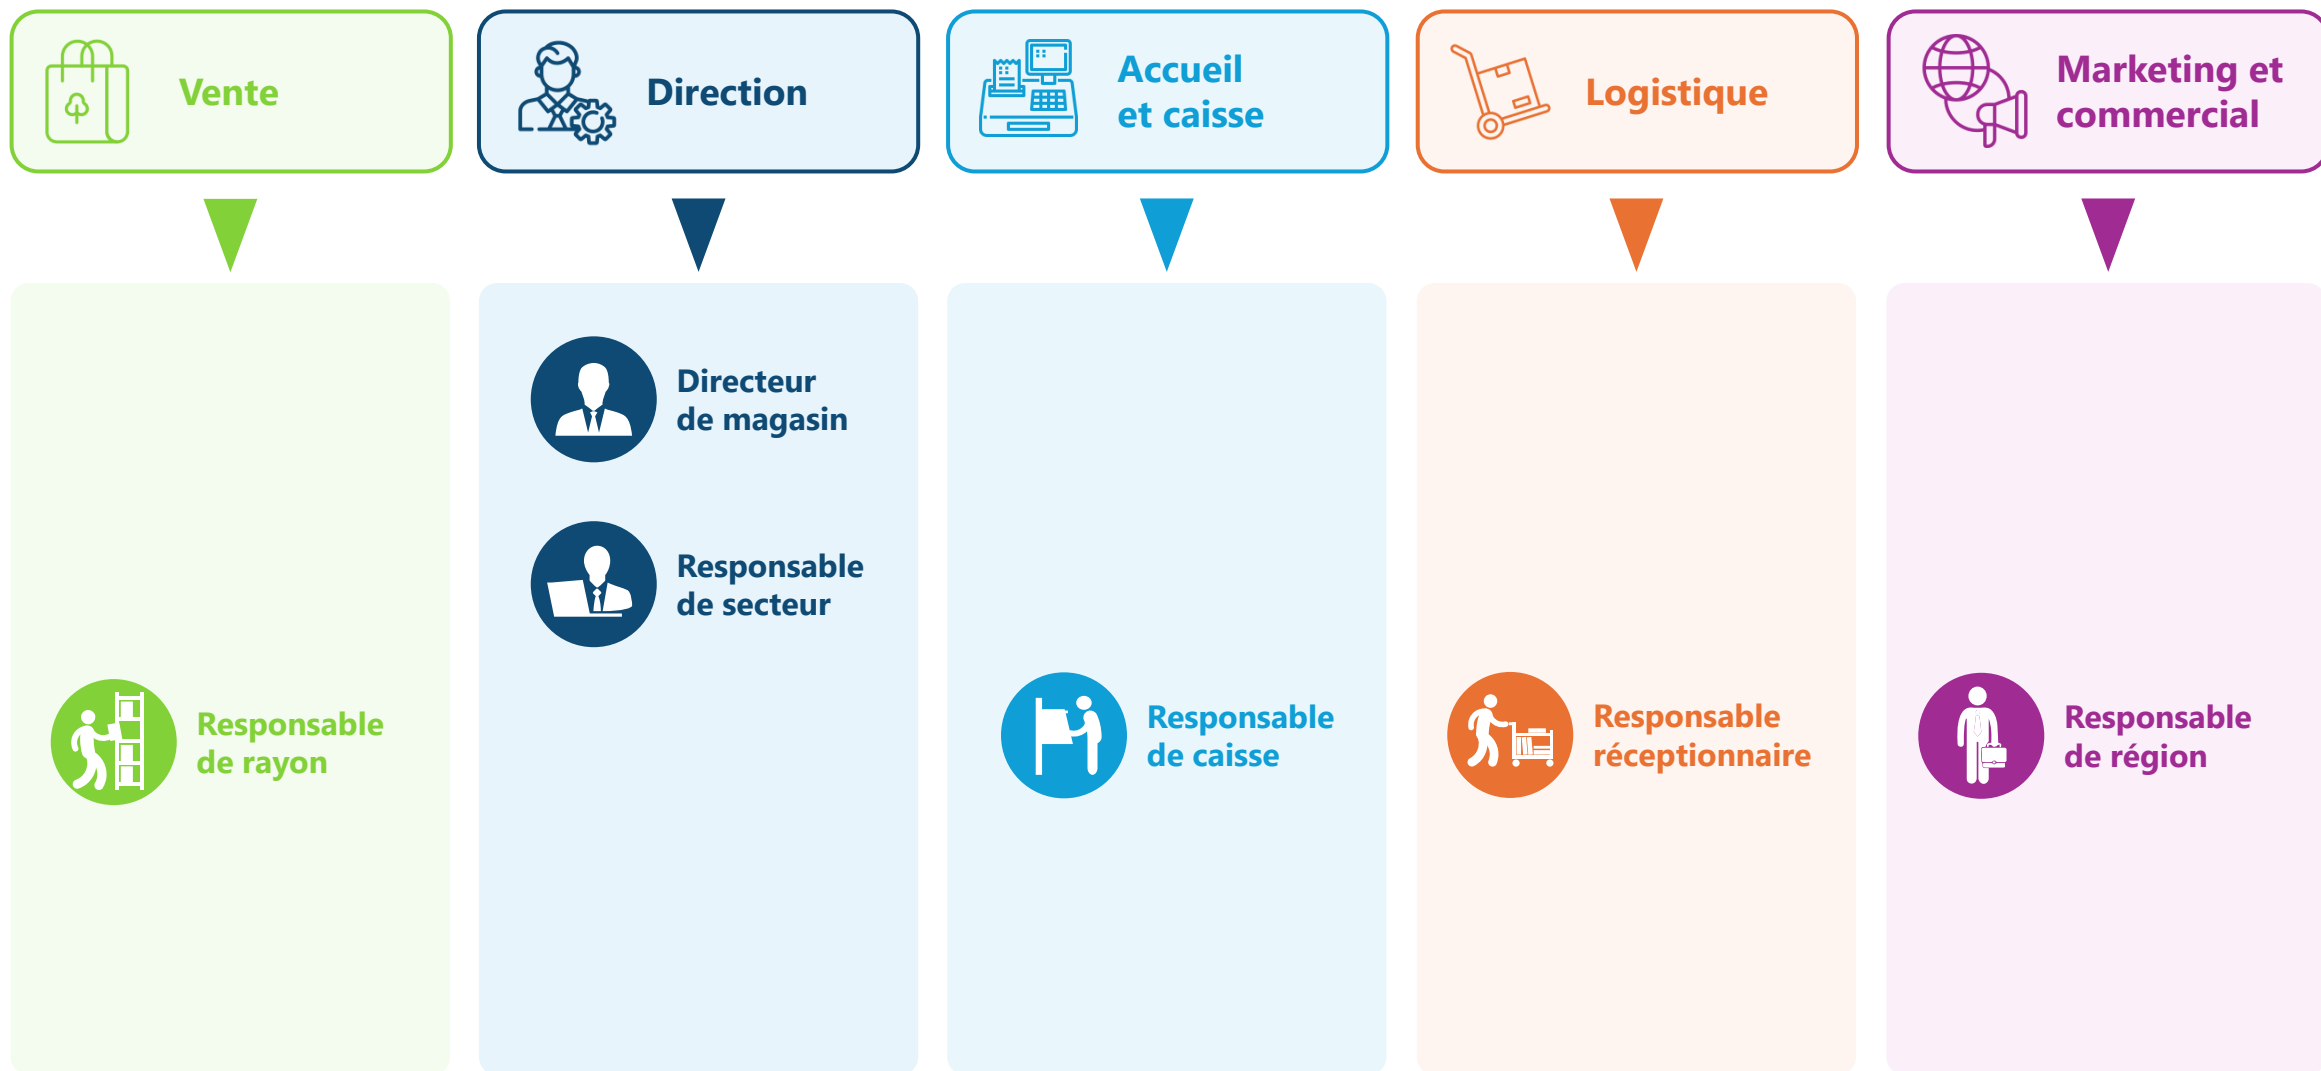 Vente
Direction
Accueil
et caisse
Logistique
Marketing et
commercial
Directeur
de magasin
Responsable
de secteur
Responsable
de rayon
Responsable
de caisse
Responsable
réceptionnaire
Responsable
de région